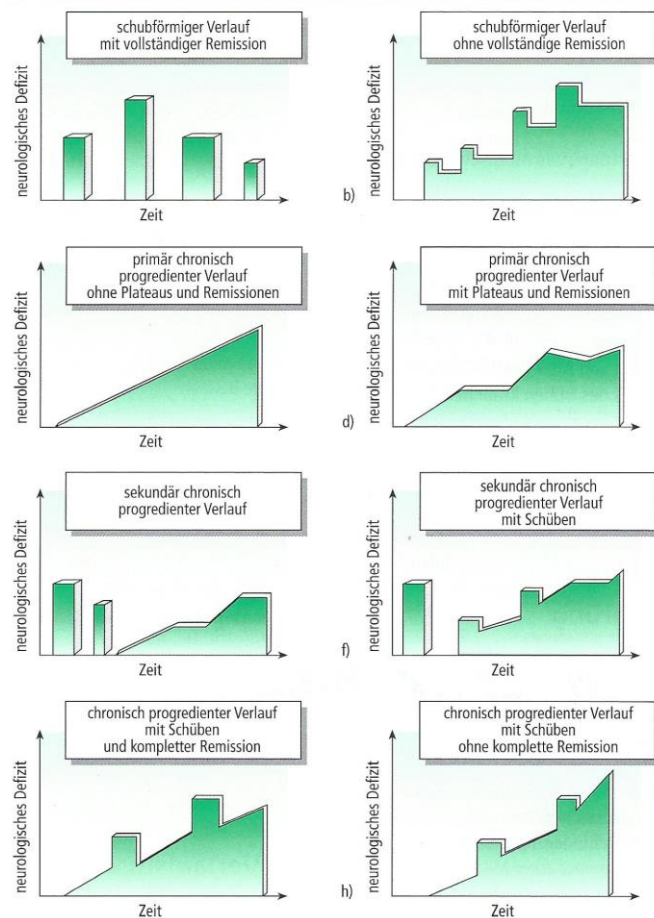 schubförmiger Verlauf
mit vollständiger Remission
neurologisches Defizit
Zeit
schubförmiger Verlauf
ohne vollständige Remission
neurologisches Defizit
b)
Zeit
primär chronisch
progredienter Verlauf
ohne Plateaus und Remissionen
neurologisches Defizit
Zeit
primär chronisch
progredienter Verlauf
mit Plateaus und Remissionen
neurologisches Defizit
d)
Zeit
sekundär chronisch
progredienter Verlauf
neurologisches Defizit
Zeit
sekundär chronisch
progredienter Verlauf
mit Schüben
neurologisches Defizit
f)
Zeit
chronisch progredienter Verlauf
mit Schüben
und kompletter Remission
neurologisches Defizit
Zeit
chronisch progredienter Verlauf
mit Schüben
ohne komplette Remission
neurologisches Defizit
h)
Zeit